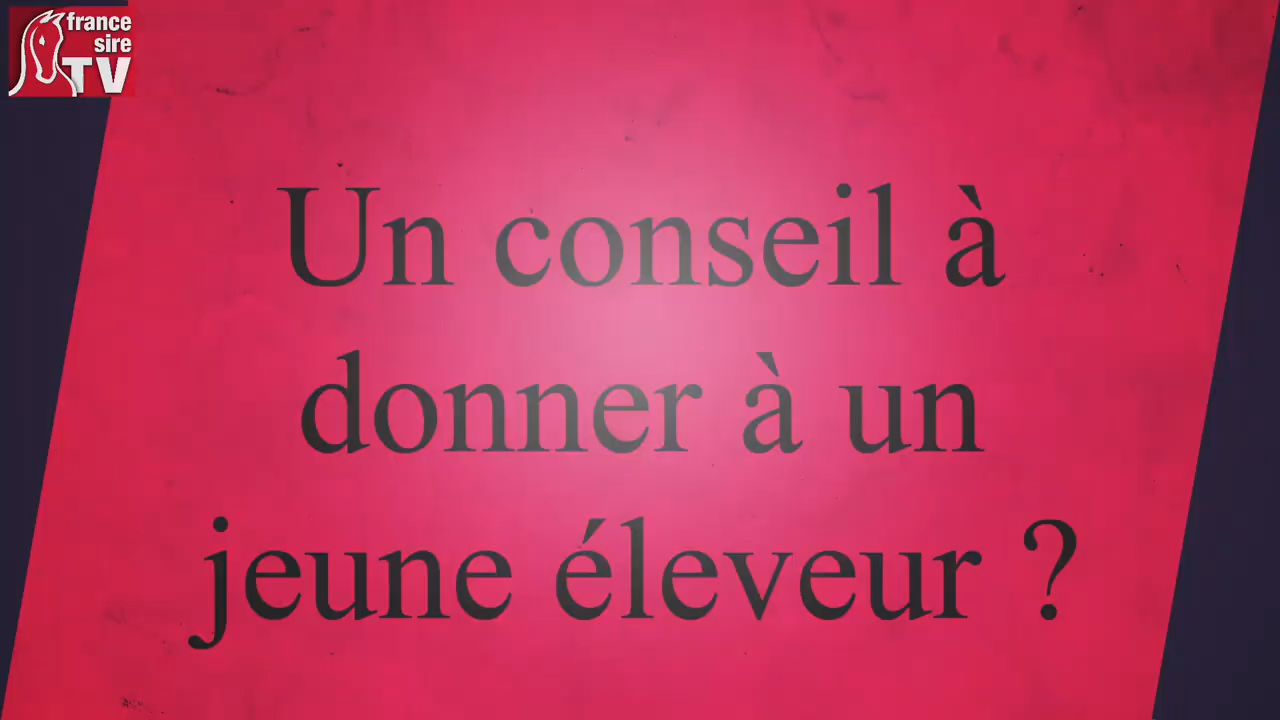 france
sire
TV
Un conseil à
donner à un
jeune éleveur ?